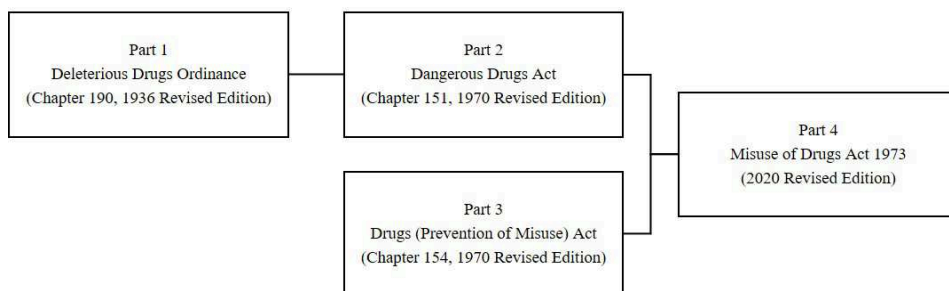 Part 1
Deleterious Drugs Ordinance
(Chapter 190, 1936 Revised Edition)
Part 2
Dangerous Drugs Act
(Chapter 151, 1970 Revised Edition)
Part 3
Drugs (Prevention of Misuse) Act
(Chapter 154, 1970 Revised Edition)
Part 4
Misuse of Drugs Act 1973
(2020 Revised Edition)